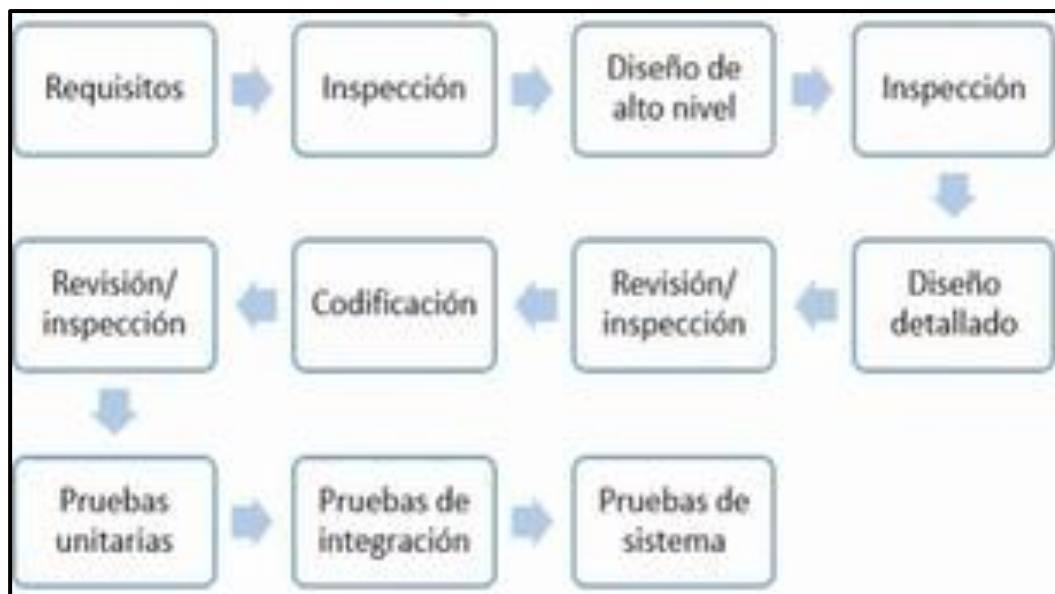 Requisitos
Inspección
Diseño de
alto nivel
Inspección
Diseño
detallado
Revisión/
inspección
Codificación
Revisión/
inspección
Pruebas
unitarias
Pruebas de
integración
Pruebas de
sistema